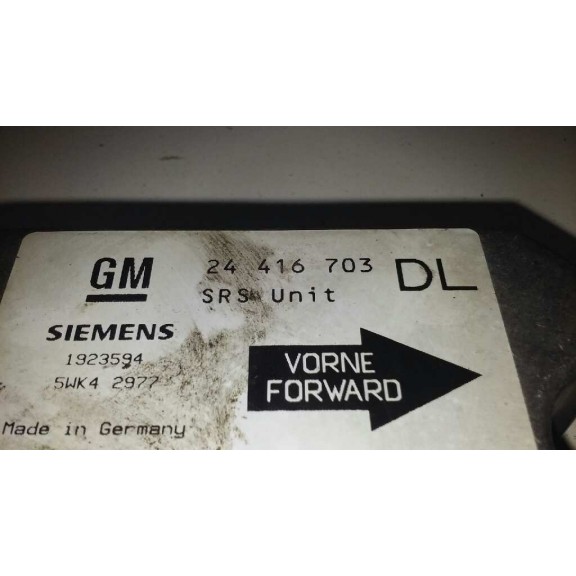 GM 24 416 703 DL
SRS Unit
SIEMENS
1923594
5WK4 2977
VORNE
FORWARD
Made in Germany